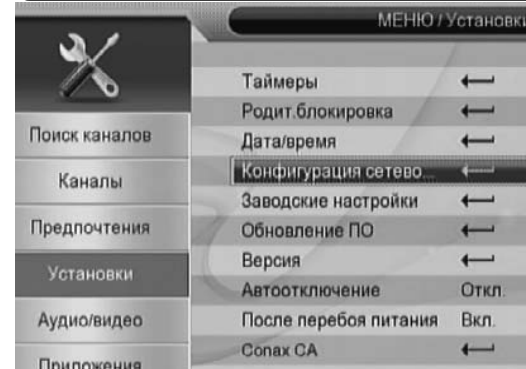 МЕНЮ / Установки
Поиск каналов
Каналы
Предпочтения
Установки
Аудио/видео
Приложения
Таймеры
Родит.блокировка
Дата/время
Конфигурация сетево...
Заводские настройки
Обновление ПО
Версия
Автоотключение Откл.
После перебоя питания Вкл.
Conax CA